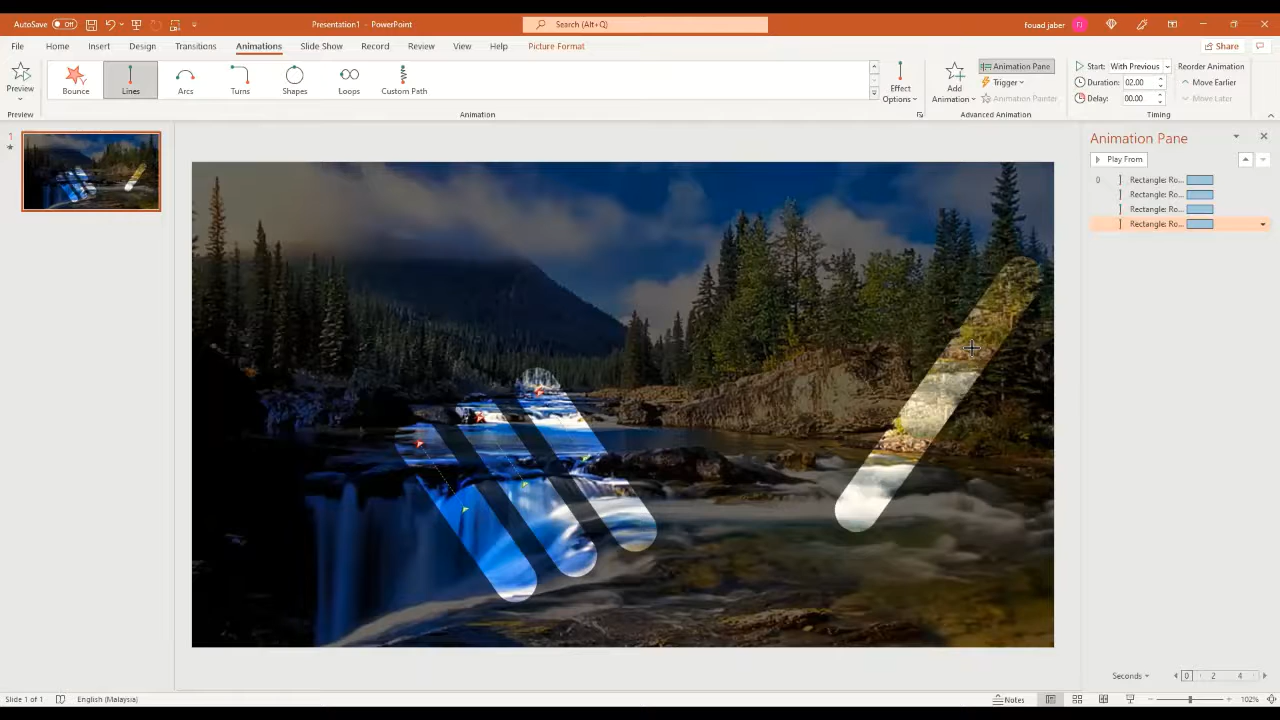 AutoSave Off Presentation1 - PowerPoint Search (Alt+Q) fouad jaber FJ
File Home Insert Design Transitions Animations Slide Show Record Review View Help Picture Format Share
Preview Bounce Lines Arcs Turns Shapes Loops Custom Path Effect Options Add Animation Animation Pane Trigger Animation Painter Start: With Previous Duration: 02.00 Delay: 00.00 Reorder Animation Move Earlier Move Later
Preview Animation Advanced Animation Timing
1
Animation Pane
Play From
0 Rectangle: Ro...
Rectangle: Ro...
Rectangle: Ro...
Rectangle: Ro...
Seconds 0 2 4
Slide 1 of 1 English (Malaysia) Notes 102%